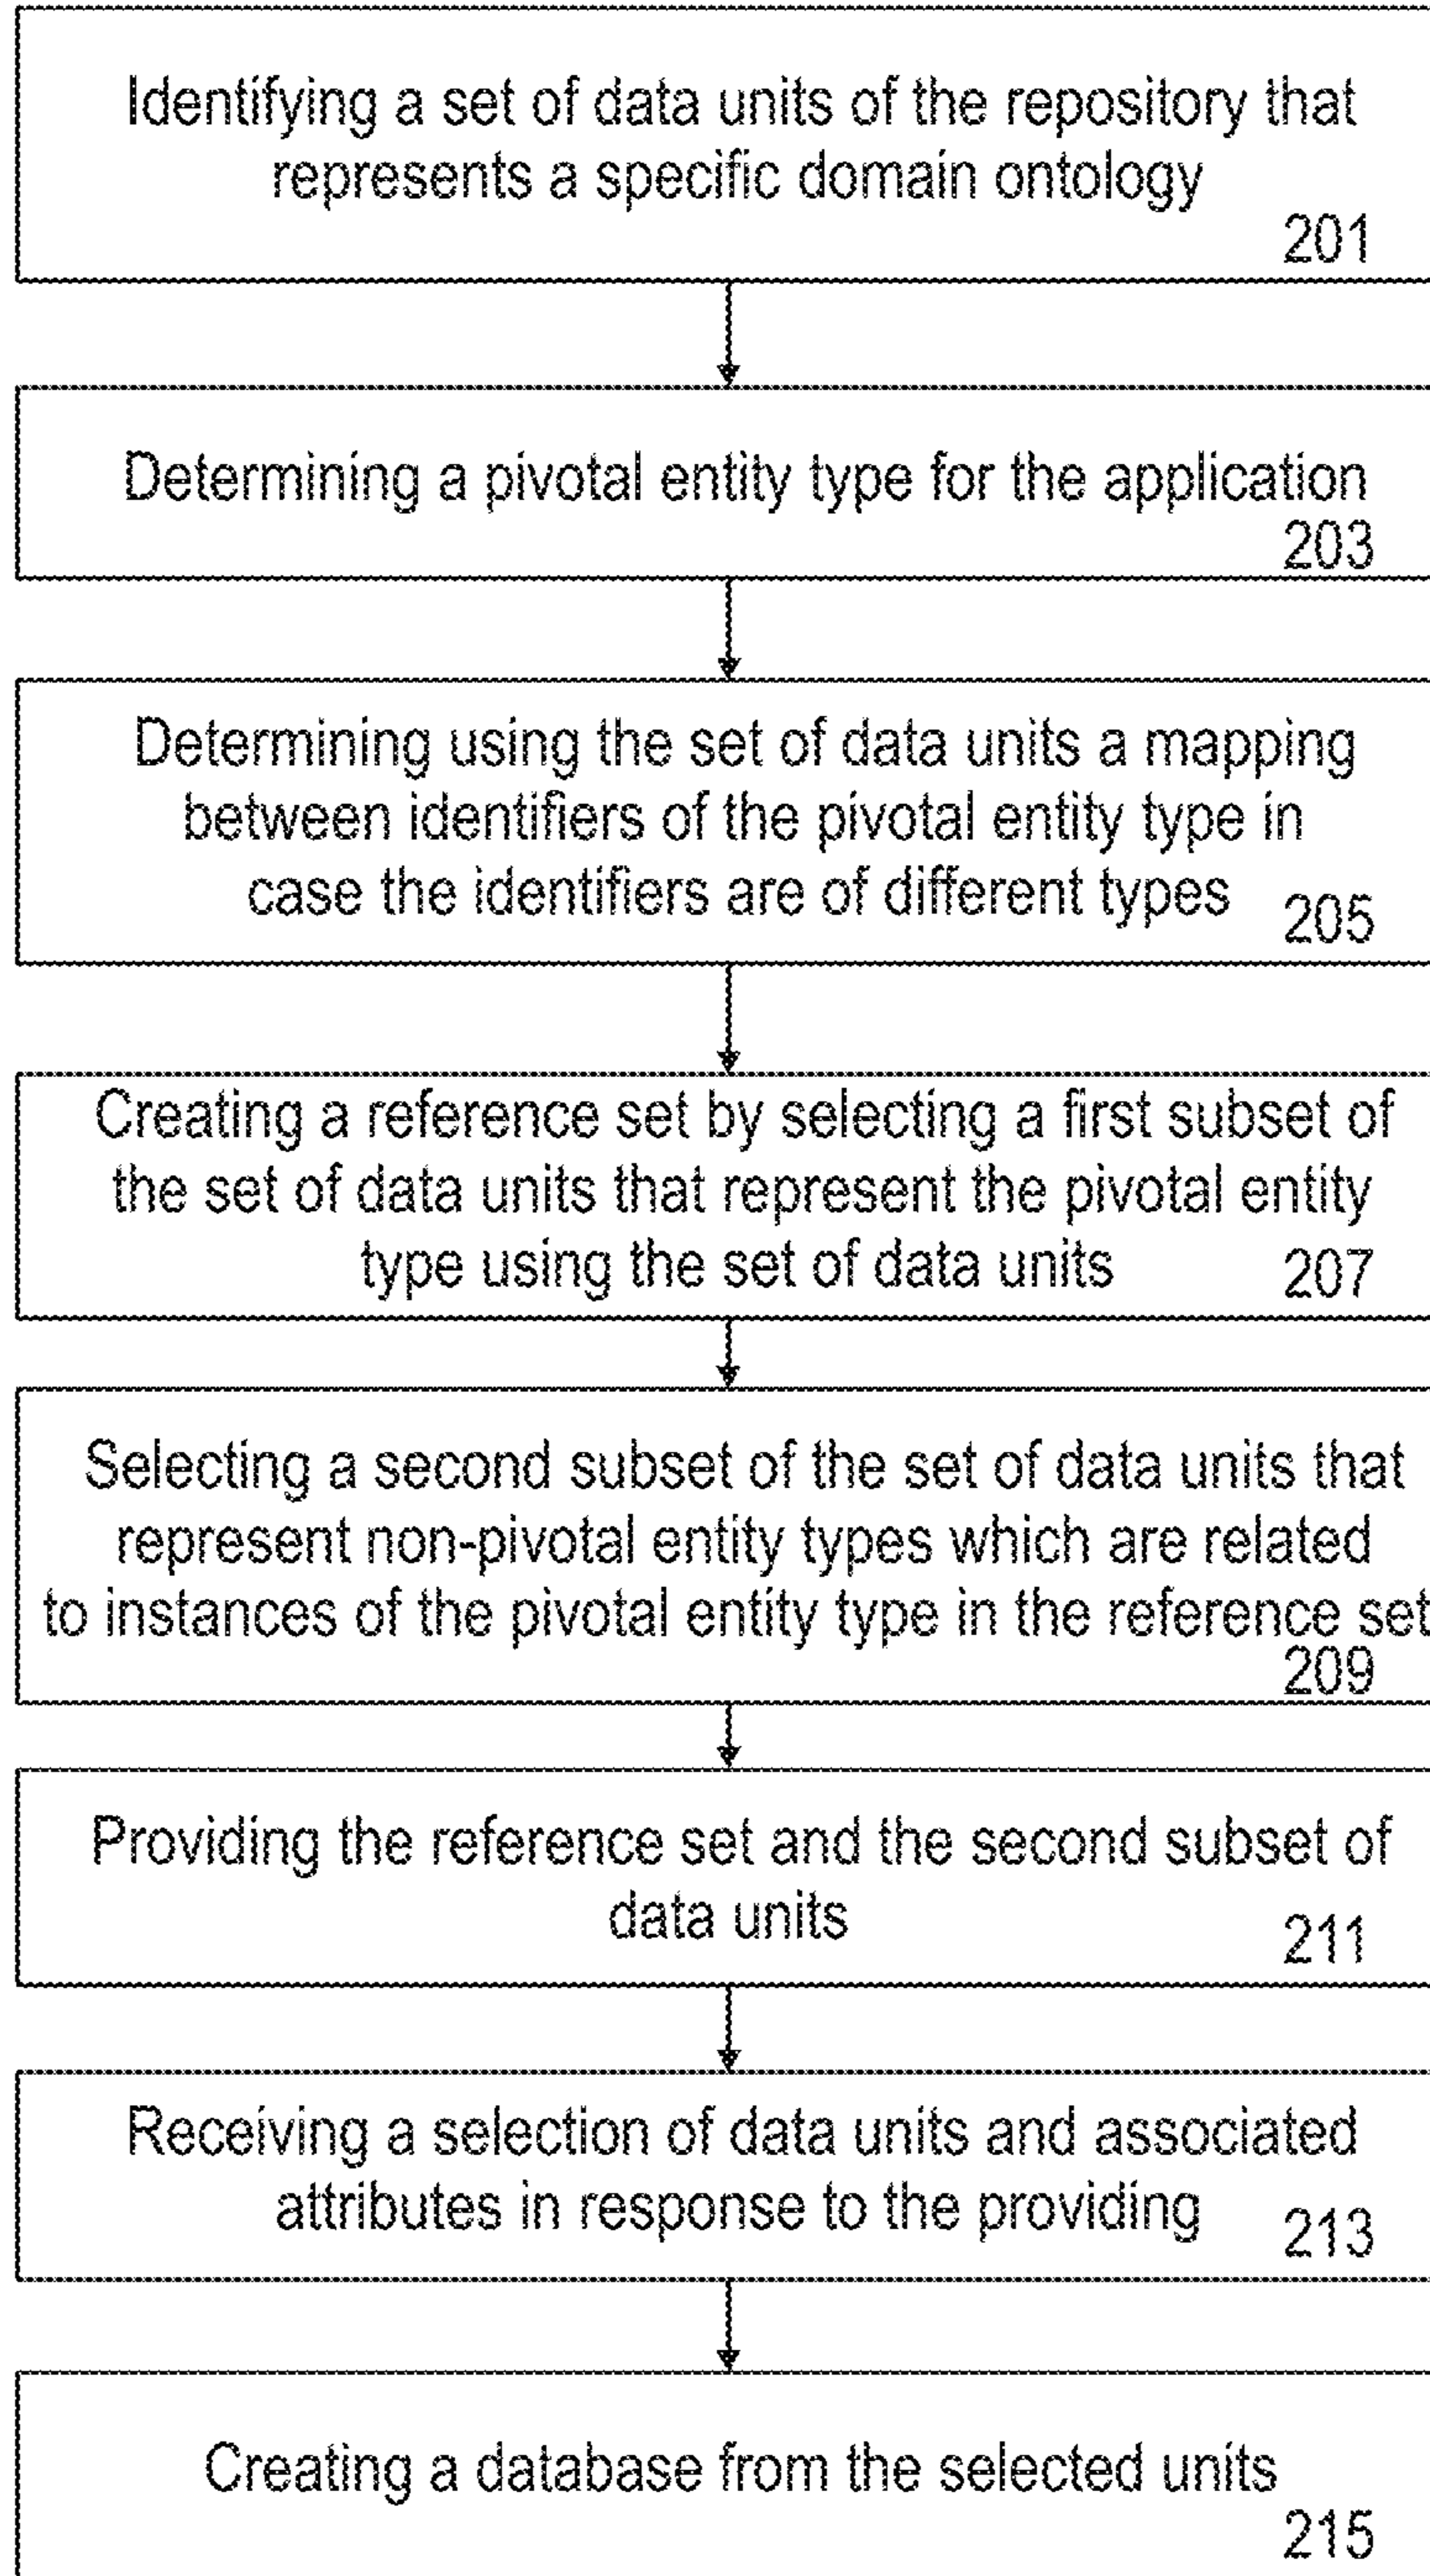 Identifying a set of data units of the repository that
represents a specific domain ontology
201
Determining a pivotal entity type for the application
203
Determining using the set of data units a mapping
between identifiers of the pivotal entity type in
case the identifiers are of different types
205
Creating a reference set by selecting a first subset of
the set of data units that represent the pivotal entity
type using the set of data units
207
Selecting a second subset of the set of data units that
represent non-pivotal entity types which are related
to instances of the pivotal entity type in the reference set
209
Providing the reference set and the second subset of
data units
211
Receiving a selection of data units and associated
attributes in response to the providing
213
Creating a database from the selected units
215